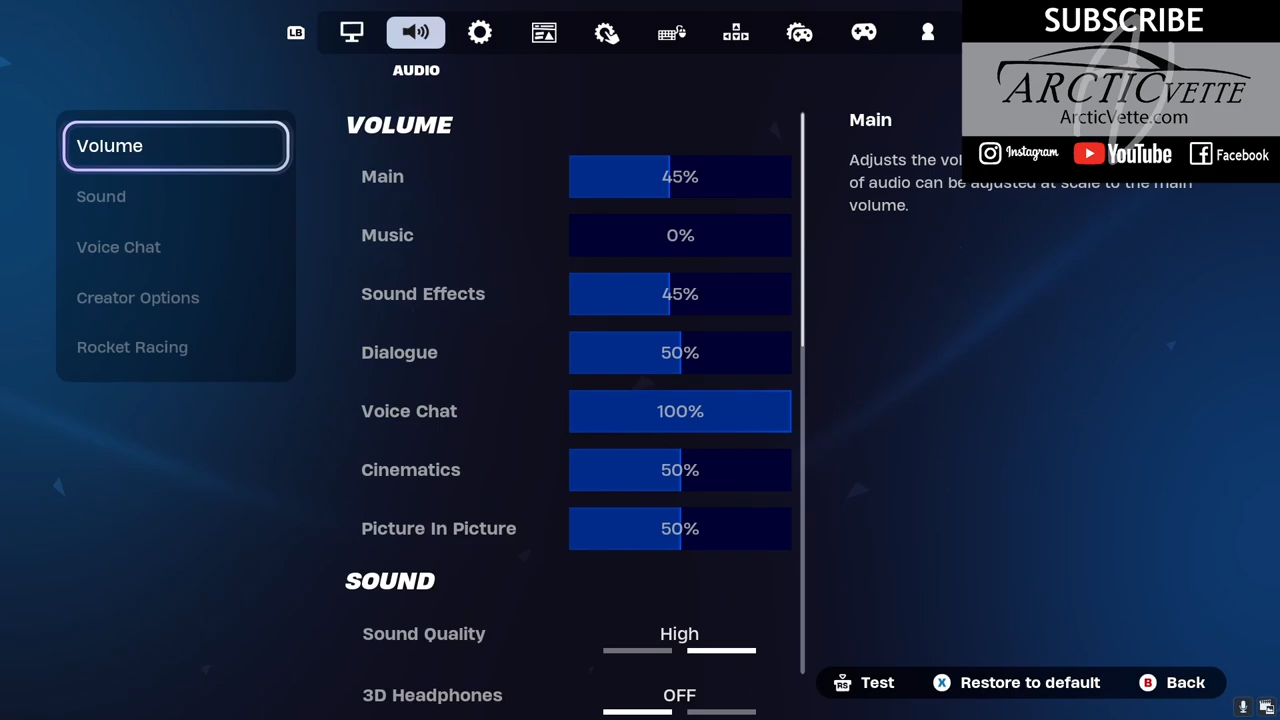 LB
AUDIO
SUBSCRIBE
ARCTICVETTE
ArcticVette.com
Instagram
YouTube
Facebook
Volume
Sound
Voice Chat
Creator Options
Rocket Racing
VOLUME
Main 45%
Music 0%
Sound Effects 45%
Dialogue 50%
Voice Chat 100%
Cinematics 50%
Picture In Picture 50%
SOUND
Sound Quality High
3D Headphones OFF
Main
Adjusts the vol
of audio can be adjusted at scale to the main
volume.
RS Test
X Restore to default
B Back